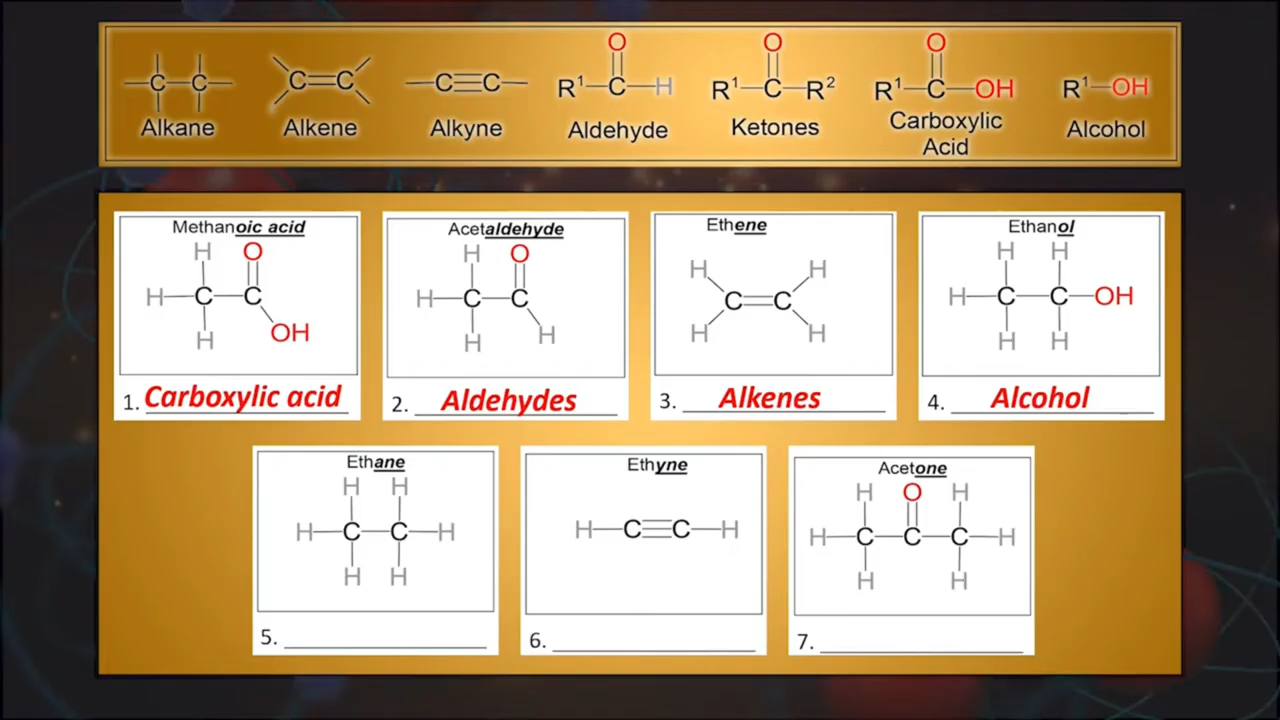 Alkane
Alkene
Alkyne
Aldehyde
Ketones
Carboxylic
Acid
Alcohol
C C
C C
C C
O
R¹ C H
O
R¹ C R²
O
R¹ C OH
R¹ OH
Methanoic acid
H O
H C C
H OH
1. Carboxylic acid
Acetaldehyde
H O
H C C
H H
2. Aldehydes
Ethene
H H
C C
H H
3. Alkenes
Ethanol
H H
H C C OH
H H
4. Alcohol
Ethane
H H
H C C H
H H
5.
Ethyne
H C C H
6.
Acetone
H O H
H C C C H
H H
7.